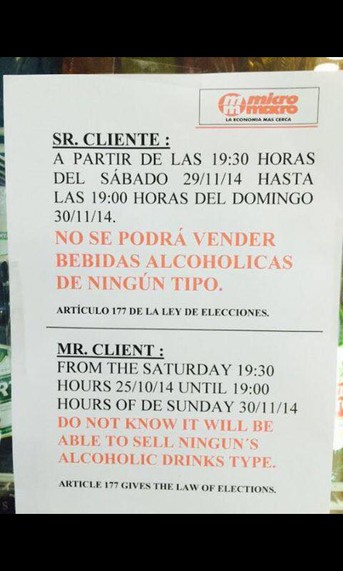 micro
macro
LA ECONOMIA MAS CERCA
SR. CLIENTE :
A PARTIR DE LAS 19:30 HORAS
DEL SÁBADO 29/11/14 HASTA
LAS 19:00 HORAS DEL DOMINGO
30/11/14.
NO SE PODRÁ VENDER
BEBIDAS ALCOHOLICAS
DE NINGÚN TIPO.
ARTÍCULO 177 DE LA LEY DE ELECCIONES.
MR. CLIENT :
FROM THE SATURDAY 19:30
HOURS 25/10/14 UNTIL 19:00
HOURS OF DE SUNDAY 30/11/14
DO NOT KNOW IT WILL BE
ABLE TO SELL NINGUN´S
ALCOHOLIC DRINKS TYPE.
ARTICLE 177 GIVES THE LAW OF ELECTIONS.